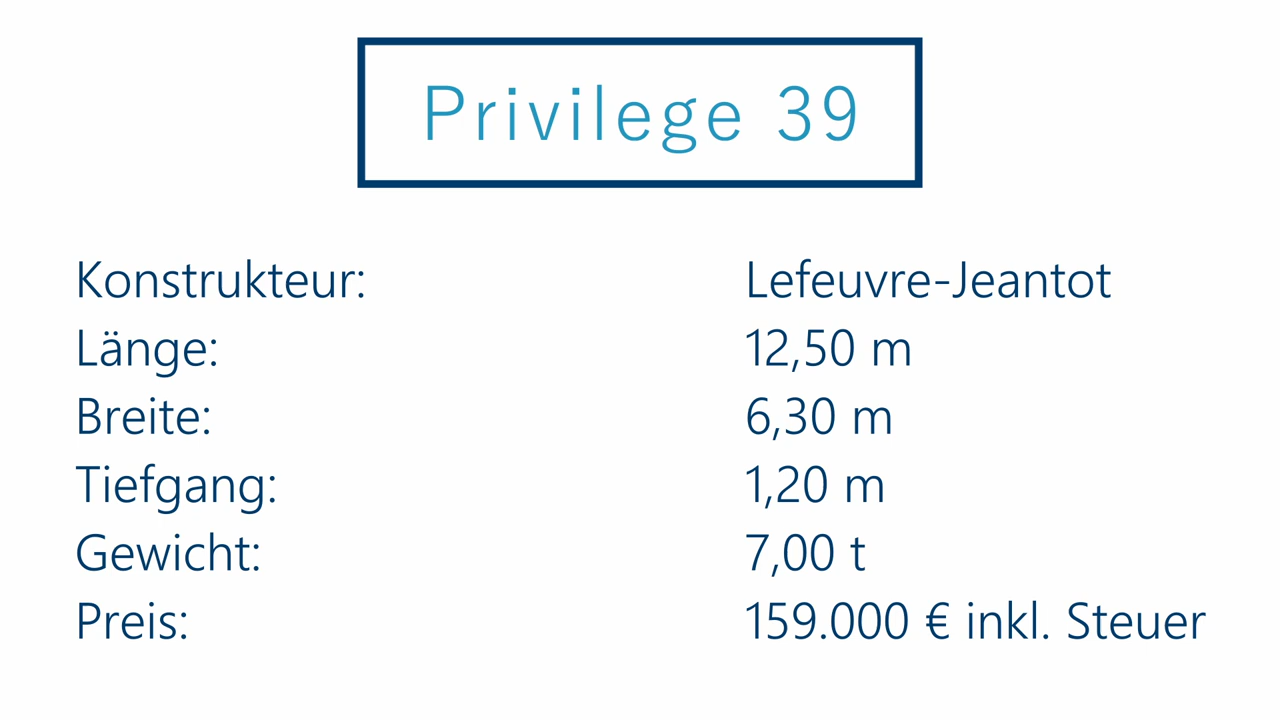 Privilege 39
Konstrukteur: Lefeuvre-Jeantot
Länge: 12,50 m
Breite: 6,30 m
Tiefgang: 1,20 m
Gewicht: 7,00 t
Preis: 159.000 € inkl. Steuer